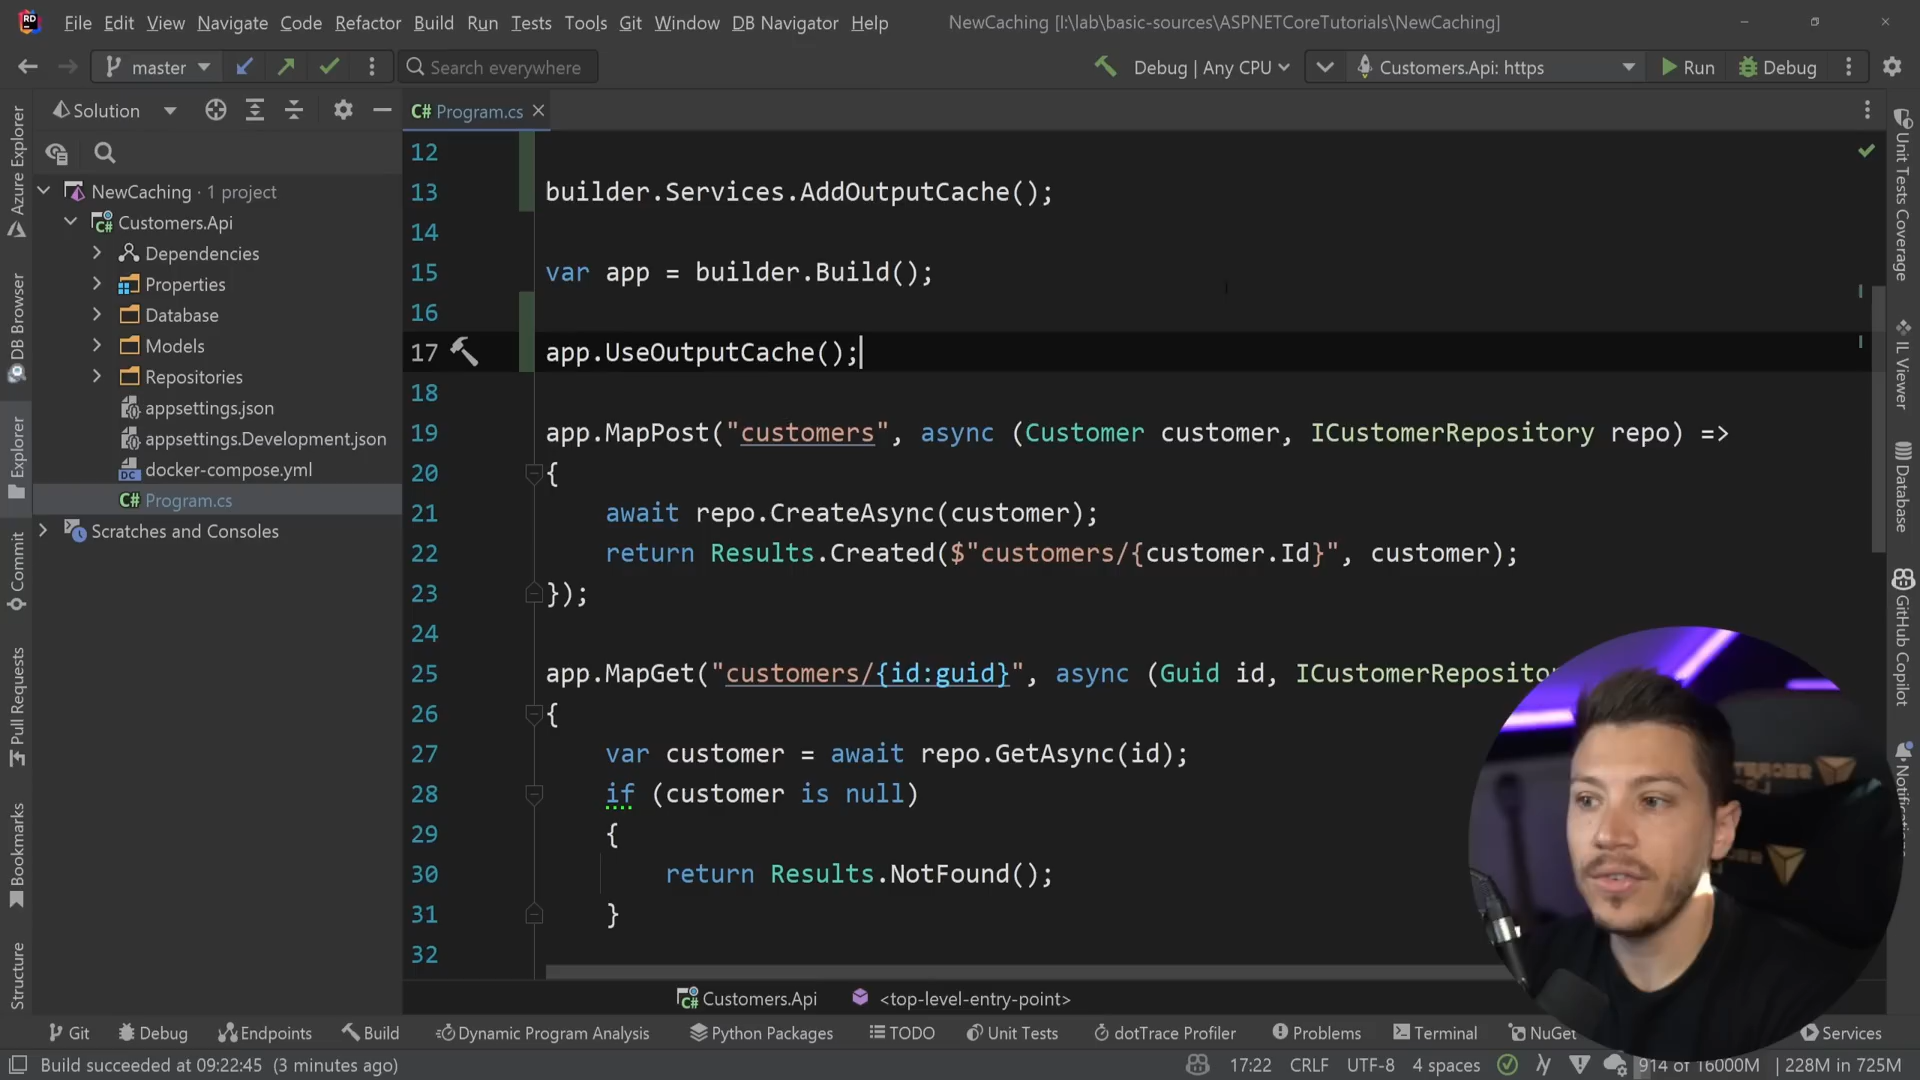 RD File Edit View Navigate Code Refactor Build Run Tests Tools Git Window DB Navigator Help NewCaching [I:\lab\basic-sources\ASPNETCoreTutorials\NewCaching]
master Search everywhere Debug | Any CPU Customers.Api: https Run Debug
Solution
C# Program.cs
NewCaching · 1 project
Customers.Api
Dependencies
Properties
Database
Models
Repositories
appsettings.json
appsettings.Development.json
DC docker-compose.yml
C# Program.cs
Scratches and Consoles
Azure Explorer
DB Browser
Explorer
Commit
Pull Requests
Bookmarks
Structure
12
13 builder.Services.AddOutputCache();
14
15 var app = builder.Build();
16
17 app.UseOutputCache();
18
19 app.MapPost("customers", async (Customer customer, ICustomerRepository repo) =>
20 {
21 await repo.CreateAsync(customer);
22 return Results.Created($"customers/{customer.Id}", customer);
23 });
24
25 app.MapGet("customers/{id:guid}", async (Guid id, ICustomerReposito
26 {
27 var customer = await repo.GetAsync(id);
28 if (customer is null)
29 {
30 return Results.NotFound();
31 }
32
Unit Tests Coverage
IL Viewer
Database
GitHub Copilot
Notifications
Customers.Api <top-level-entry-point>
Git Debug Endpoints Build Dynamic Program Analysis Python Packages TODO Unit Tests dotTrace Profiler Problems Terminal NuGet Services
Build succeeded at 09:22:45 (3 minutes ago) 17:22 CRLF UTF-8 4 spaces 914 of 16000M 228M in 725M